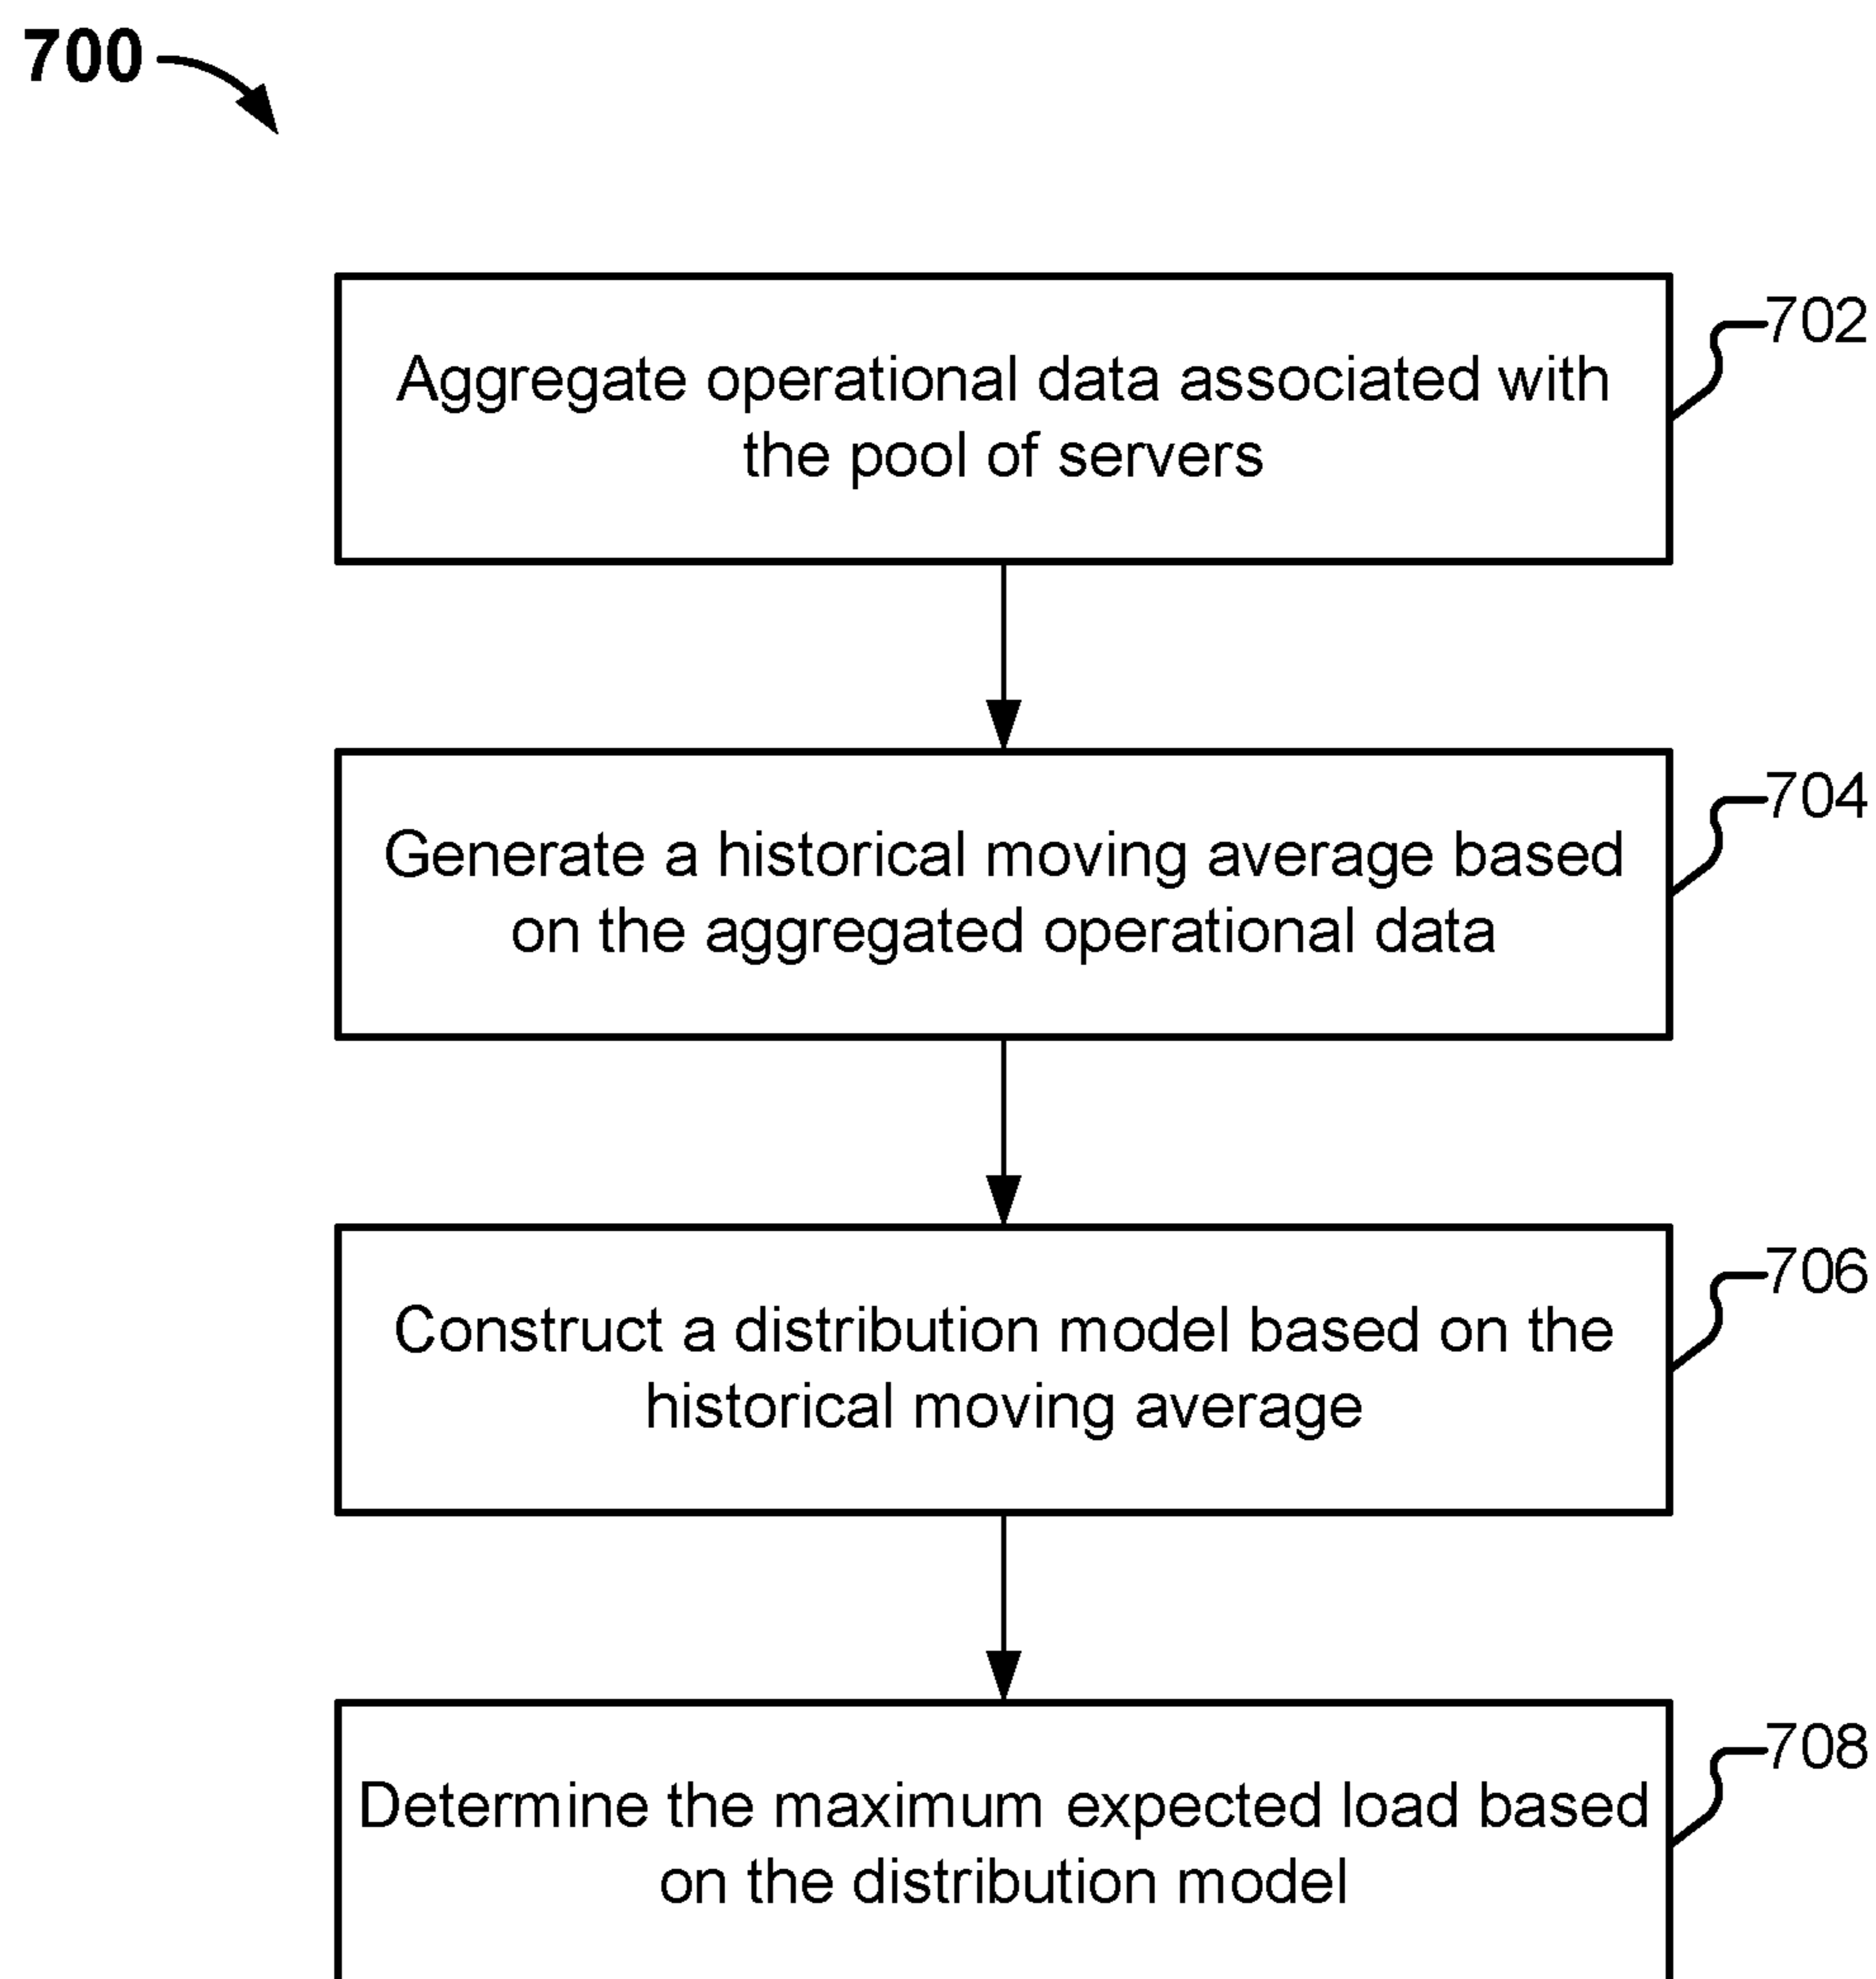 700
Aggregate operational data associated with
the pool of servers
702
Generate a historical moving average based
on the aggregated operational data
704
Construct a distribution model based on the
historical moving average
706
Determine the maximum expected load based
on the distribution model
708